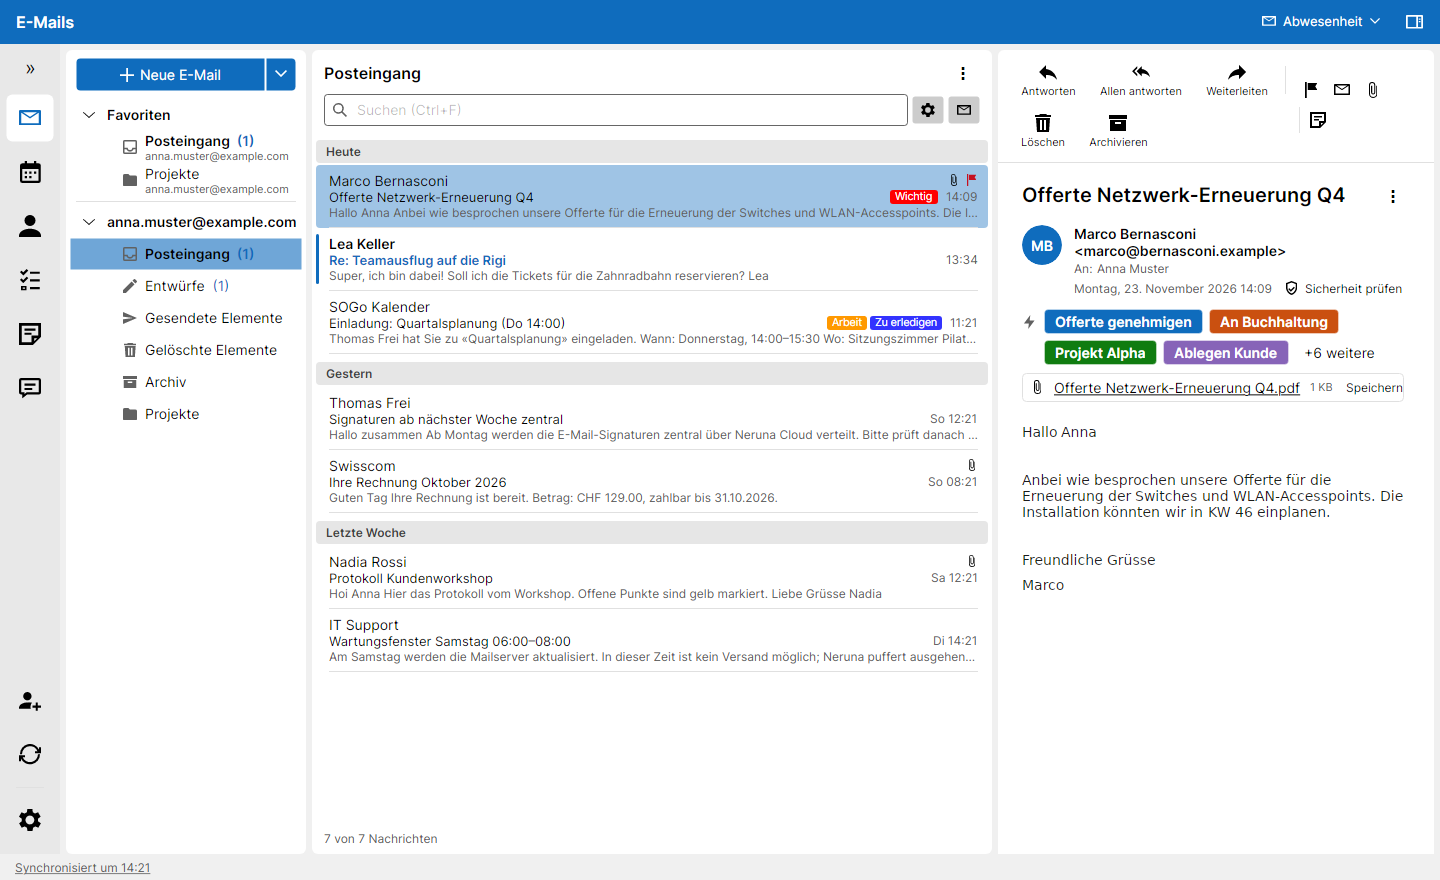 E-Mails
Abwesenheit
Neue E-Mail
Favoriten
Posteingang (1)
anna.muster@example.com
Projekte
anna.muster@example.com
anna.muster@example.com
Posteingang (1)
Entwürfe (1)
Gesendete Elemente
Gelöschte Elemente
Archiv
Projekte
Posteingang
Suchen (Ctrl+F)
Heute
Marco Bernasconi
Offerte Netzwerk-Erneuerung Q4 Wichtig 14:09
Hallo Anna Anbei wie besprochen unsere Offerte für die Erneuerung der Switches und WLAN-Accesspoints. Die I...
Lea Keller
Re: Teamausflug auf die Rigi 13:34
Super, ich bin dabei! Soll ich die Tickets für die Zahnradbahn reservieren? Lea
SOGo Kalender
Einladung: Quartalsplanung (Do 14:00) Arbeit Zu erledigen 11:21
Thomas Frei hat Sie zu «Quartalsplanung» eingeladen. Wann: Donnerstag, 14:00–15:30 Wo: Sitzungszimmer Pilat...
Gestern
Thomas Frei
Signaturen ab nächster Woche zentral So 12:21
Hallo zusammen Ab Montag werden die E-Mail-Signaturen zentral über Neruna Cloud verteilt. Bitte prüft danach ...
Swisscom
Ihre Rechnung Oktober 2026 So 08:21
Guten Tag Ihre Rechnung ist bereit. Betrag: CHF 129.00, zahlbar bis 31.10.2026.
Letzte Woche
Nadia Rossi
Protokoll Kundenworkshop Sa 12:21
Hoi Anna Hier das Protokoll vom Workshop. Offene Punkte sind gelb markiert. Liebe Grüsse Nadia
IT Support
Wartungsfenster Samstag 06:00–08:00 Di 14:21
Am Samstag werden die Mailserver aktualisiert. In dieser Zeit ist kein Versand möglich; Neruna puffert ausgehen...
7 von 7 Nachrichten
Antworten Allen antworten Weiterleiten
Löschen Archivieren
Offerte Netzwerk-Erneuerung Q4
MB
Marco Bernasconi
<marco@bernasconi.example>
An: Anna Muster
Montag, 23. November 2026 14:09 Sicherheit prüfen
Offerte genehmigen An Buchhaltung
Projekt Alpha Ablegen Kunde +6 weitere
Offerte Netzwerk-Erneuerung Q4.pdf 1 KB Speichern
Hallo Anna
Anbei wie besprochen unsere Offerte für die
Erneuerung der Switches und WLAN-Accesspoints. Die
Installation könnten wir in KW 46 einplanen.
Freundliche Grüsse
Marco
Synchronisiert um 14:21